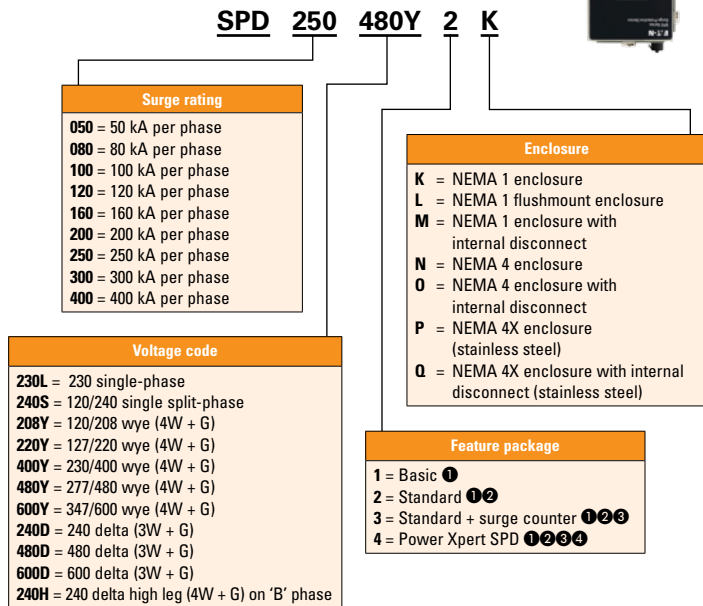 SPD 250 480Y 2 K
Surge rating
050 = 50 kA per phase
080 = 80 kA per phase
100 = 100 kA per phase
120 = 120 kA per phase
160 = 160 kA per phase
200 = 200 kA per phase
250 = 250 kA per phase
300 = 300 kA per phase
400 = 400 kA per phase
Voltage code
230L = 230 single-phase
240S = 120/240 single split-phase
208Y = 120/208 wye (4W + G)
220Y = 127/220 wye (4W + G)
400Y = 230/400 wye (4W + G)
480Y = 277/480 wye (4W + G)
600Y = 347/600 wye (4W + G)
240D = 240 delta (3W + G)
480D = 480 delta (3W + G)
600D = 600 delta (3W + G)
240H = 240 delta high leg (4W + G) on ‘B’ phase
Enclosure
K = NEMA 1 enclosure
L = NEMA 1 flushmount enclosure
M = NEMA 1 enclosure with
internal disconnect
N = NEMA 4 enclosure
O = NEMA 4 enclosure with
internal disconnect
P = NEMA 4X enclosure
(stainless steel)
Q = NEMA 4X enclosure with internal
disconnect (stainless steel)
Feature package
1 = Basic ❶
2 = Standard ❶❷
3 = Standard + surge counter ❶❷❸
4 = Power Xpert SPD ❶❷❸❹